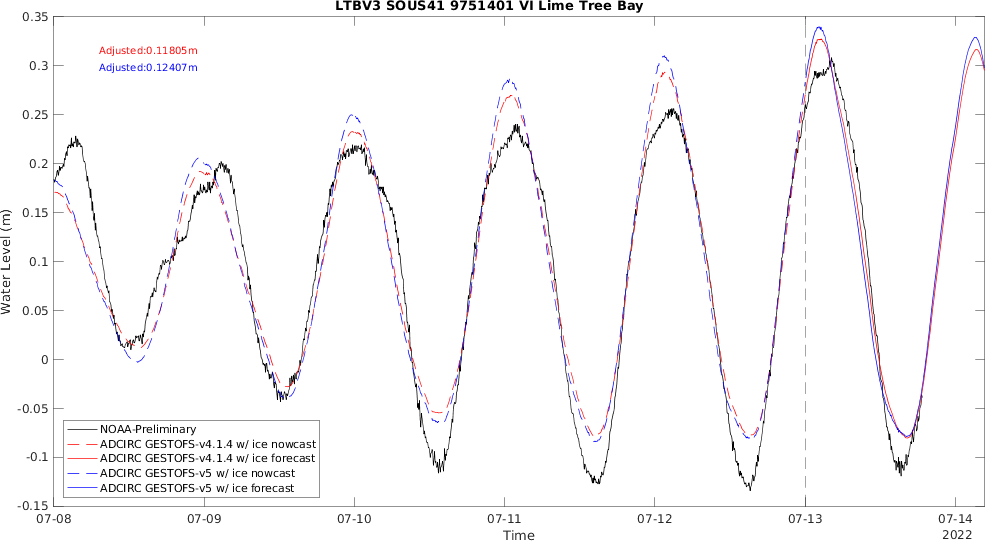 LTBV3 SOUS41 9751401 VI Lime Tree Bay
0.35
0.3
0.25
0.2
0.15
0.1
0.05
0
-0.05
-0.1
-0.15
Water Level (m)
Adjusted:0.11805m
Adjusted:0.12407m
NOAA-Preliminary
ADCIRC GESTOFS-v4.1.4 w/ ice nowcast
ADCIRC GESTOFS-v4.1.4 w/ ice forecast
ADCIRC GESTOFS-v5 w/ ice nowcast
ADCIRC GESTOFS-v5 w/ ice forecast
07-08 07-09 07-10 07-11 07-12 07-13 07-14
2022
Time